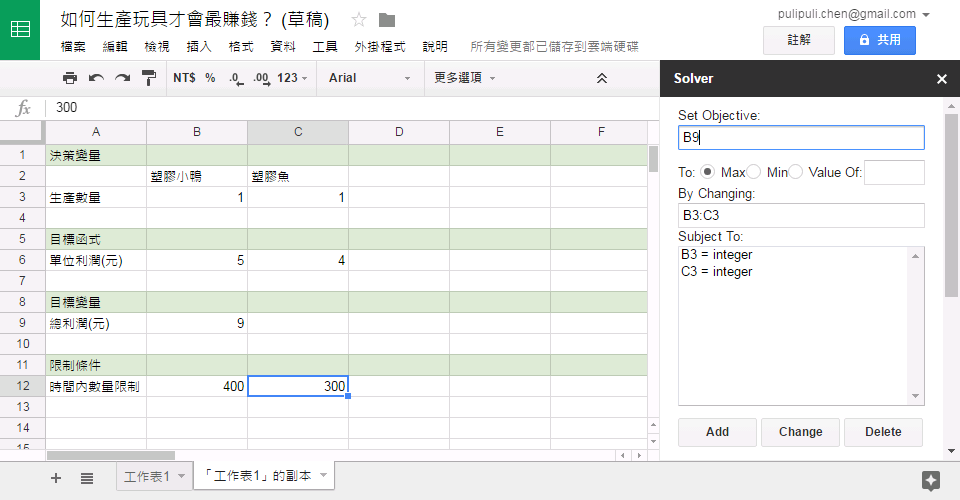 如何生產玩具才會最賺錢？ (草稿)
pulipuli.chen@gmail.com
檔案 編輯 檢視 插入 格式 資料 工具 外掛程式 說明 所有變更都已儲存到雲端硬碟
註解 共用
NT$ % .0 .00 123 Arial 更多選項
Solver
fx 300
A B C D E F
1 決策變量
2 塑膠小鴨 塑膠魚
3 生產數量 1 1
4
5 目標函式
6 單位利潤(元) 5 4
7
8 目標變量
9 總利潤(元) 9
10
11 限制條件
12 時間內數量限制 400 300
13
14
15
Set Objective:
B9
To: Max Min Value Of:
By Changing:
B3:C3
Subject To:
B3 = integer
C3 = integer
Add Change Delete
工作表1 「工作表1」的副本